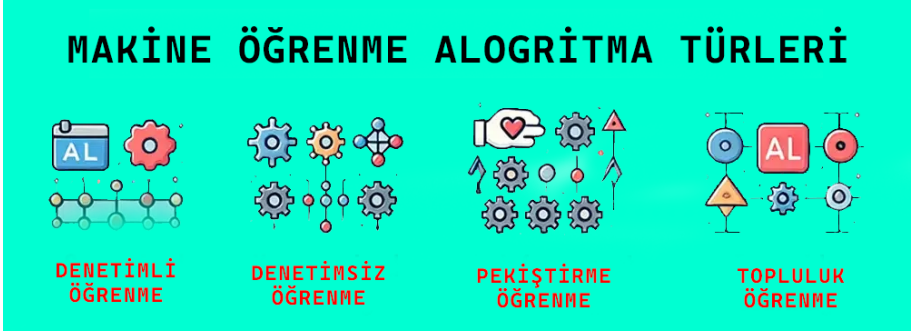 MAKİNE ÖĞRENME ALOGRİTMA TÜRLERİ
AL
AL
DENETİMLİ
ÖĞRENME
DENETİMSİZ
ÖĞRENME
PEKİŞTİRME
ÖĞRENME
TOPLULUK
ÖĞRENME